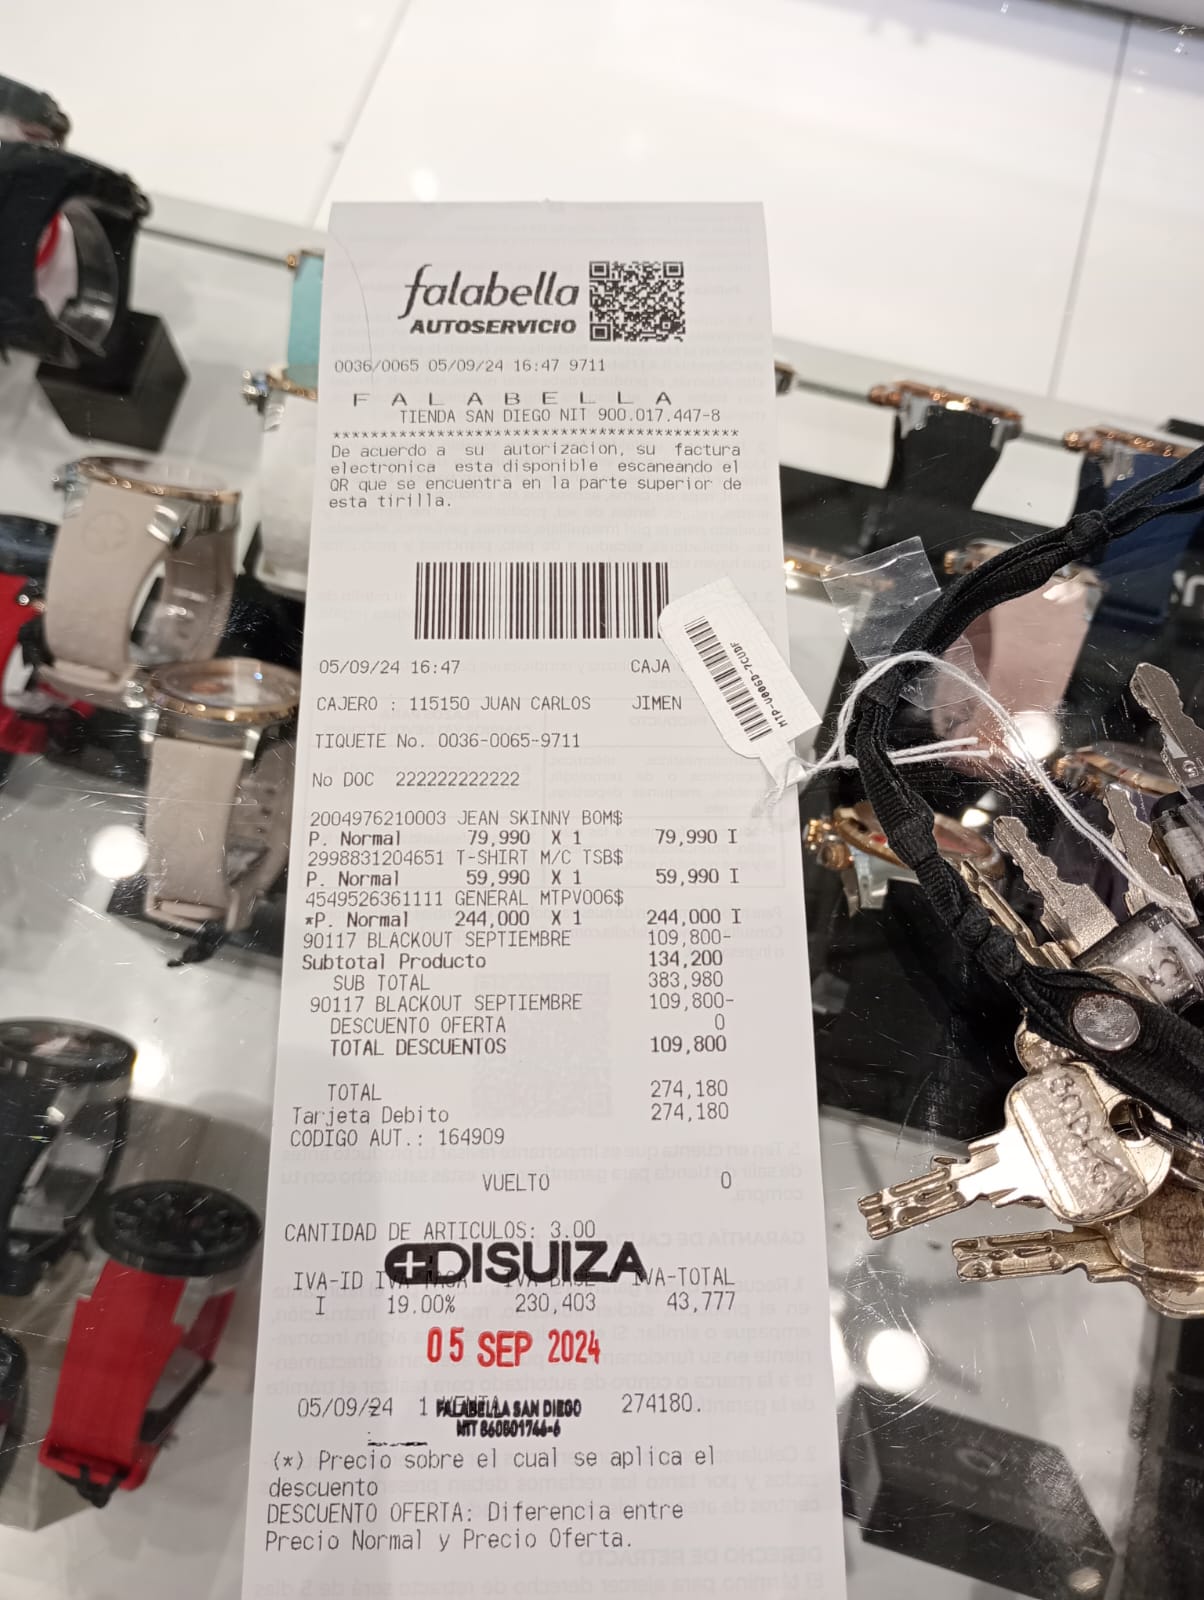 falabella
AUTOSERVICIO
0036/0065 05/09/24 16:47 9711
F A L A B E L L A
TIENDA SAN DIEGO NIT 900.017.447-8
*******************************************
De acuerdo a su autorizacion, su factura
electronica esta disponible escaneando el
QR que se encuentra en la parte superior de
esta tirilla.
05/09/24 16:47 CAJA
MTP-V006D-7CUDF
CAJERO : 115150 JUAN CARLOS JIMEN
TIQUETE No. 0036-0065-9711
No DOC 222222222222
2004976210003 JEAN SKINNY BOM$
P. Normal 79,990 X 1 79,990 I
2998831204651 T-SHIRT M/C TSB$
P. Normal 59,990 X 1 59,990 I
4549526361111 GENERAL MTPV006$
*P. Normal 244,000 X 1 244,000 I
90117 BLACKOUT SEPTIEMBRE 109,800-
Subtotal Producto 134,200
SUB TOTAL 383,980
90117 BLACKOUT SEPTIEMBRE 109,800-
DESCUENTO OFERTA 0
TOTAL DESCUENTOS 109,800
TOTAL 274,180
Tarjeta Debito 274,180
CODIGO AUT.: 164909
VUELTO 0
CANTIDAD DE ARTICULOS: 3.00
DISUIZA
IVA-ID IVA-TOTAL
I 19.00% 230,403 43,777
05 SEP 2024
05/09/24 1 VENTA 274180.
FALABELLA SAN DIEGO
NIT 860801746-6
(*) Precio sobre el cual se aplica el
descuento
DESCUENTO OFERTA: Diferencia entre
Precio Normal y Precio Oferta.